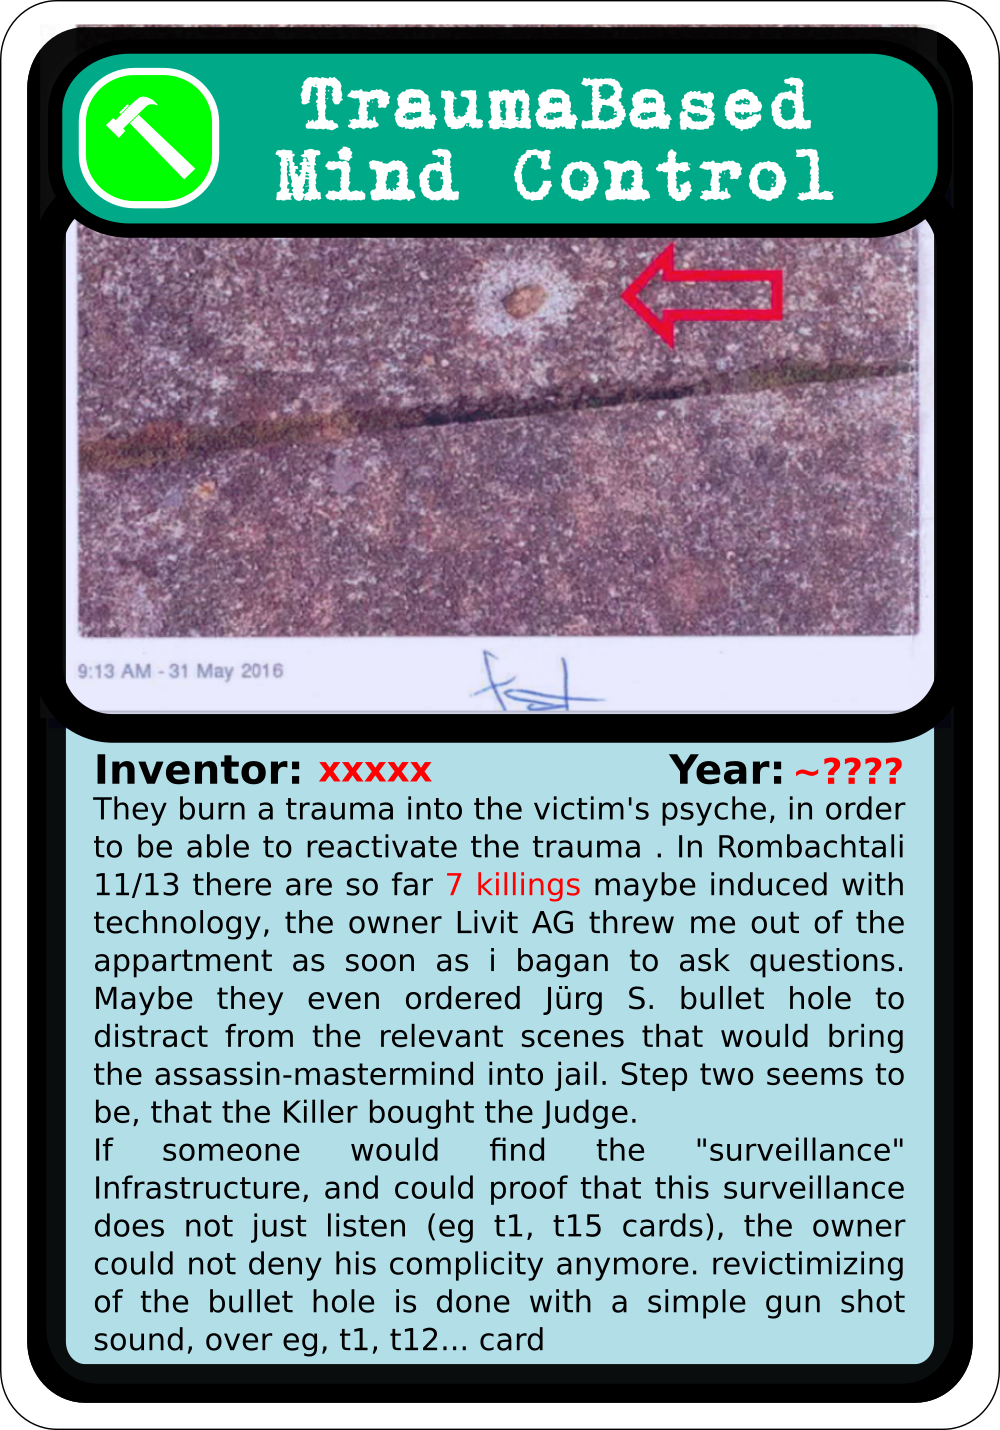 TraumaBased
Mind Control
9:13 AM - 31 May 2016
Inventor: xxxxx Year: ~????
They burn a trauma into the victim's psyche, in order
to be able to reactivate the trauma . In Rombachtali
11/13 there are so far 7 killings maybe induced with
technology, the owner Livit AG threw me out of the
appartment as soon as i bagan to ask questions.
Maybe they even ordered Jürg S. bullet hole to
distract from the relevant scenes that would bring
the assassin-mastermind into jail. Step two seems to
be, that the Killer bought the Judge.
If someone would find the "surveillance"
Infrastructure, and could proof that this surveillance
does not just listen (eg t1, t15 cards), the owner
could not deny his complicity anymore. revictimizing
of the bullet hole is done with a simple gun shot
sound, over eg, t1, t12... card